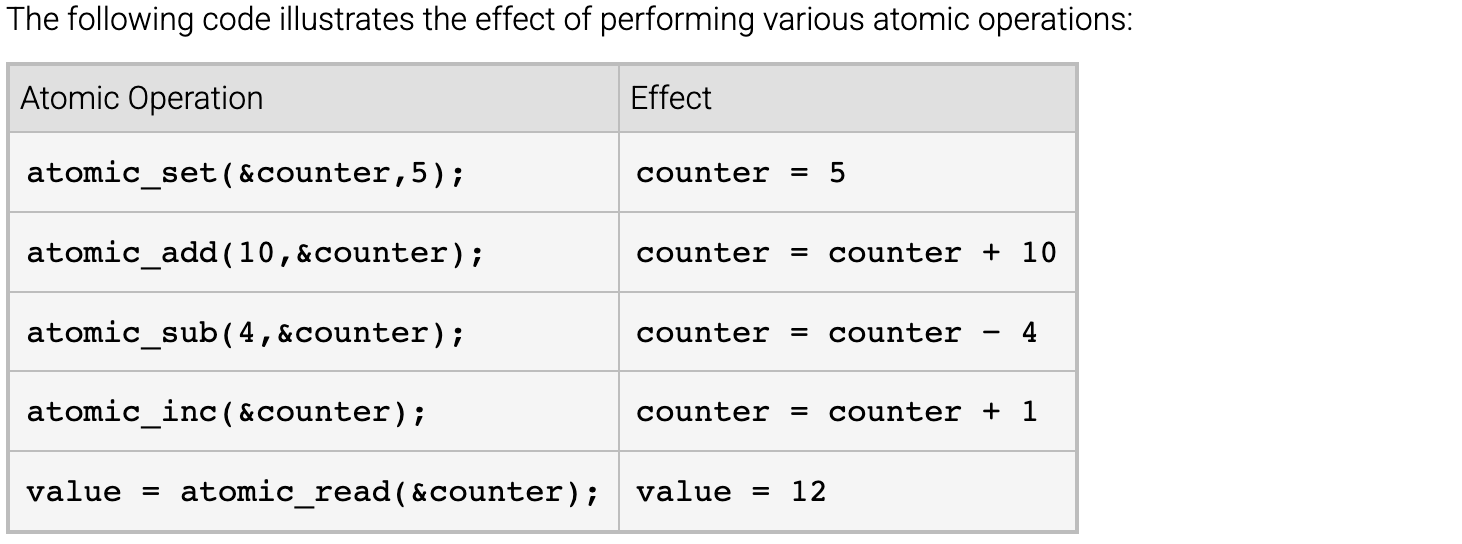 The following code illustrates the effect of performing various atomic operations:
Atomic Operation Effect
atomic_set(&counter,5); counter = 5
atomic_add(10,&counter); counter = counter + 10
atomic_sub(4,&counter); counter = counter − 4
atomic_inc(&counter); counter = counter + 1
value = atomic_read(&counter); value = 12